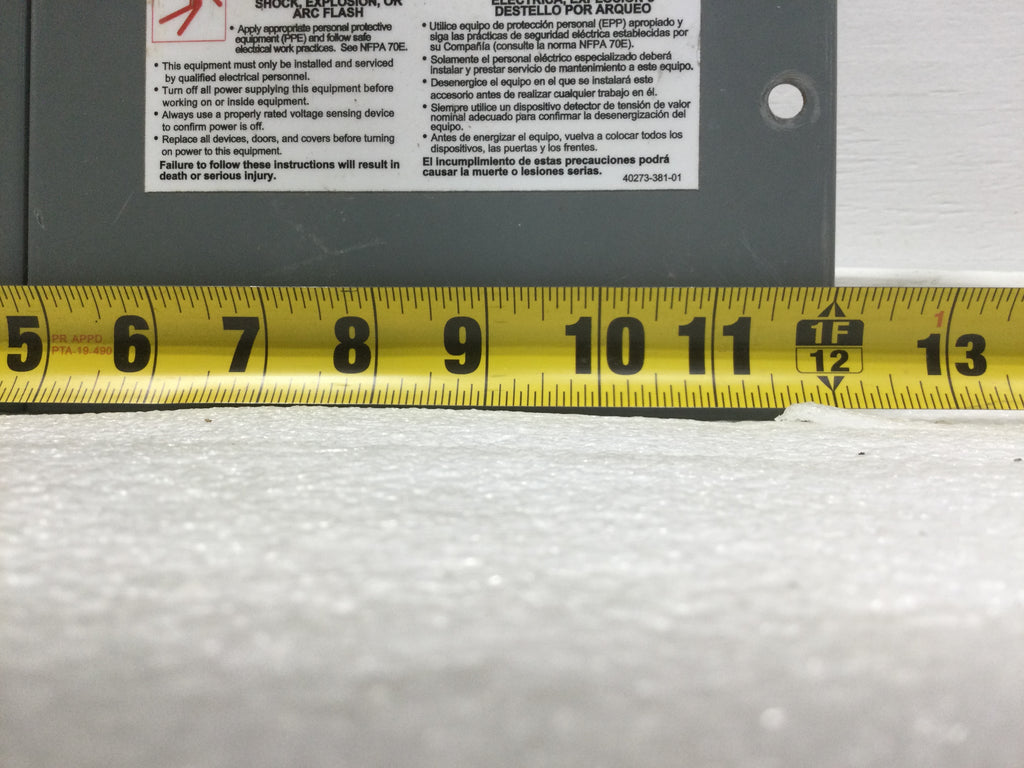 SHOCK, EXPLOSION, OR
ARC FLASH
• Apply appropriate personal protective
equipment (PPE) and follow safe
electrical work practices. See NFPA 70E.
• This equipment must only be installed and serviced
by qualified electrical personnel.
• Turn off all power supplying this equipment before
working on or inside equipment.
• Always use a properly rated voltage sensing device
to confirm power is off.
• Replace all devices, doors, and covers before turning
on power to this equipment.
Failure to follow these instructions will result in
death or serious injury.
ELÉCTRICA, EXPLOSIÓN O
DESTELLO POR ARQUEO
• Utilice equipo de protección personal (EPP) apropiado y
siga las prácticas de seguridad eléctrica establecidas por
su Compañía (consulte la norma NFPA 70E).
• Solamente el personal eléctrico especializado deberá
instalar y prestar servicio de mantenimiento a este equipo.
• Desenergice el equipo en el que se instalará este
accesorio antes de realizar cualquier trabajo en él.
• Siempre utilice un dispositivo detector de tensión de valor
nominal adecuado para confirmar la desenergización del
equipo.
• Antes de energizar el equipo, vuelva a colocar todos los
dispositivos, las puertas y los frentes.
El incumplimiento de estas precauciones podrá
causar la muerte o lesiones serias.
40273-381-01
5 6 7 8 9 10 11 1F 12 1 13
PR APPD
PTA-19-490